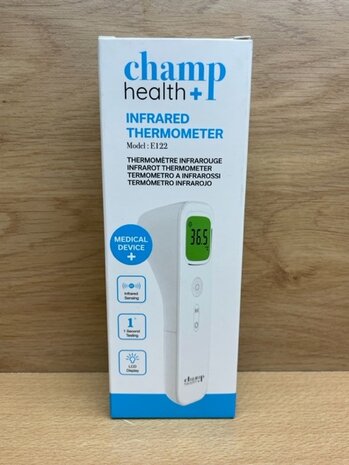 champ
health+
INFRARED
THERMOMETER
Model : E122
THERMOMÈTRE INFRAROUGE
INFRAROT THERMOMETER
TERMOMETRO A INFRAROSSI
TERMÓMETRO INFRAROJO
36.5
MEDICAL
DEVICE
+
Infrared
Sensing
M
1"
1 Second
Testing
LCD
Display
champ
health+